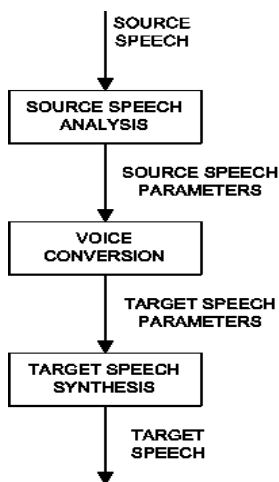 SOURCE
SPEECH
SOURCE SPEECH
ANALYSIS
SOURCE SPEECH
PARAMETERS
VOICE
CONVERSION
TARGET SPEECH
PARAMETERS
TARGET SPEECH
SYNTHESIS
TARGET
SPEECH